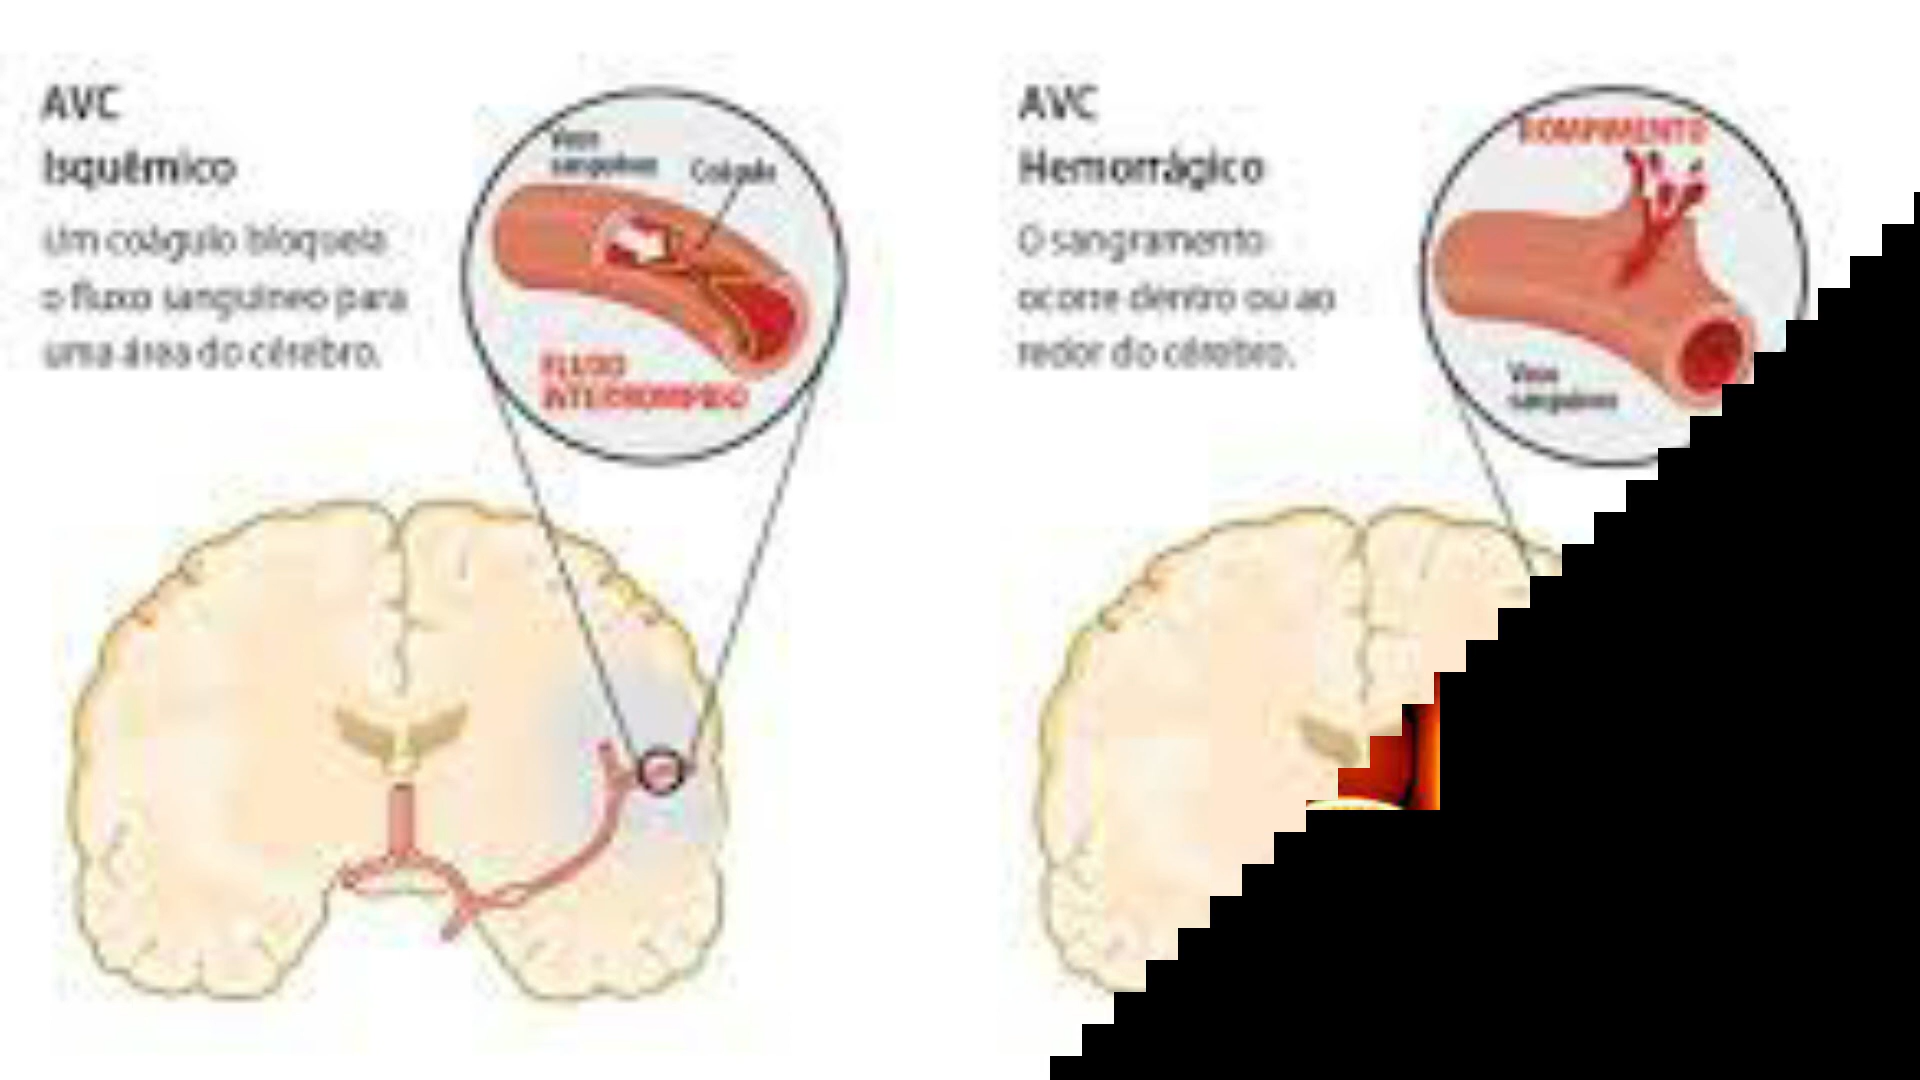 AVC
Isquêmico
Um coágulo bloqueia
o fluxo sanguíneo para
uma área do cérebro.
Vaso
sanguíneo
Coágulo
FLUXO
INTERROMPIDO
AVC
Hemorrágico
O sangramento
ocorre dentro ou ao
redor do cérebro.
ROMPIMENTO
Vaso
sanguíneo